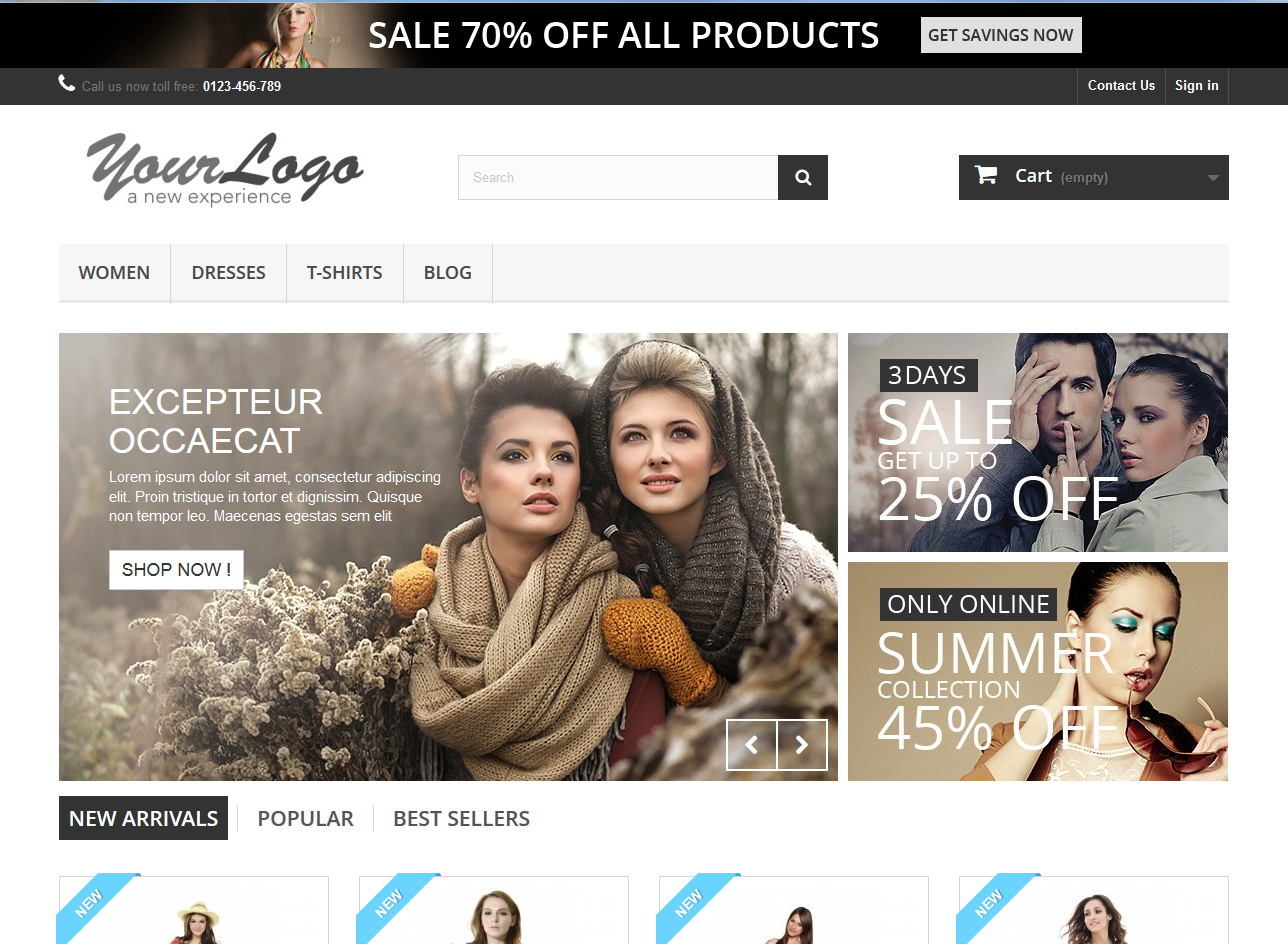 SALE 70% OFF ALL PRODUCTS
GET SAVINGS NOW
Call us now toll free: 0123-456-789
Contact Us
Sign in
YourLogo
a new experience
Search
Cart (empty)
WOMEN
DRESSES
T-SHIRTS
BLOG
EXCEPTEUR
OCCAECAT
Lorem ipsum dolor sit amet, consectetur adipiscing
elit. Proin tristique in tortor et dignissim. Quisque
non tempor leo. Maecenas egestas sem elit
SHOP NOW !
3 DAYS
SALE
GET UP TO
25% OFF
ONLY ONLINE
SUMMER
COLLECTION
45% OFF
NEW ARRIVALS
POPULAR
BEST SELLERS
NEW
NEW
NEW
NEW